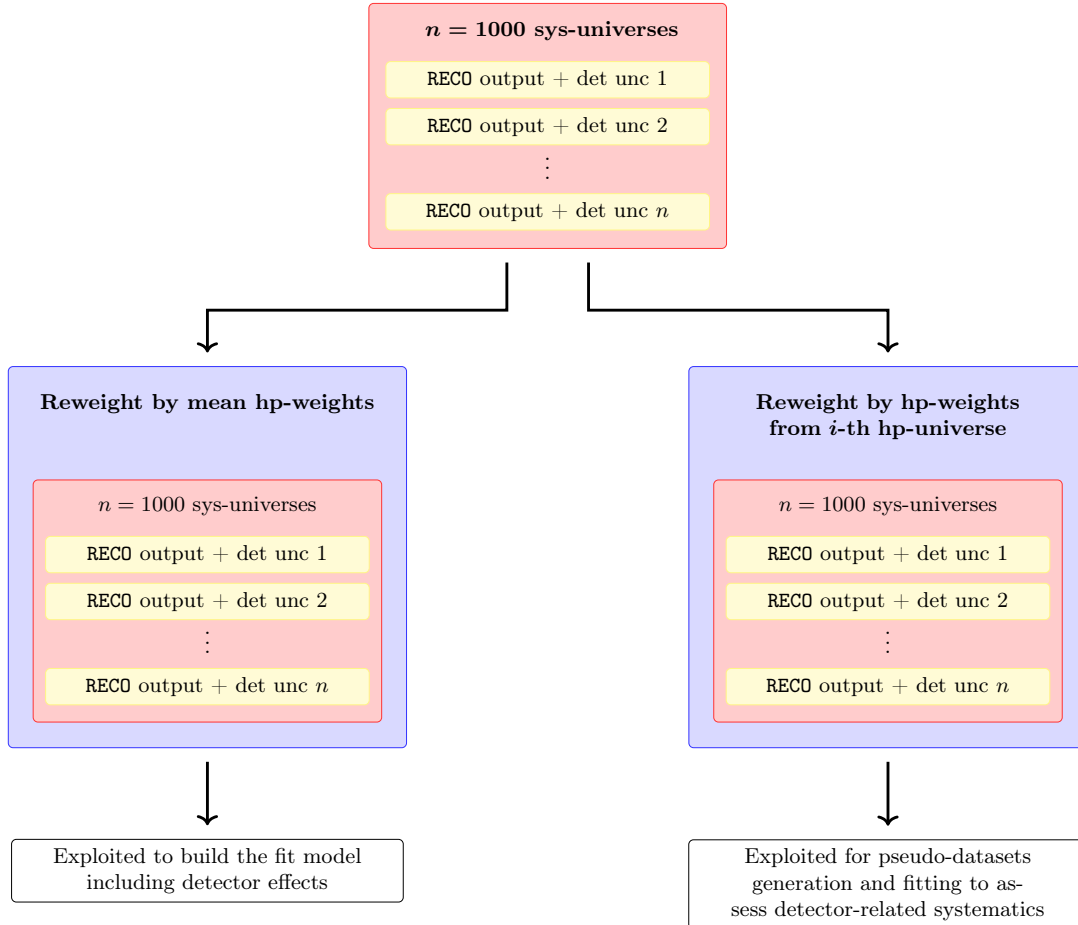 n = 1000 sys-universes
RECO output + det unc 1
RECO output + det unc 2
⋮
RECO output + det unc n
Reweight by mean hp-weights
n = 1000 sys-universes
RECO output + det unc 1
RECO output + det unc 2
⋮
RECO output + det unc n
Exploited to build the fit model
including detector effects
Reweight by hp-weights
from i-th hp-universe
n = 1000 sys-universes
RECO output + det unc 1
RECO output + det unc 2
⋮
RECO output + det unc n
Exploited for pseudo-datasets
generation and fitting to as-
sess detector-related systematics